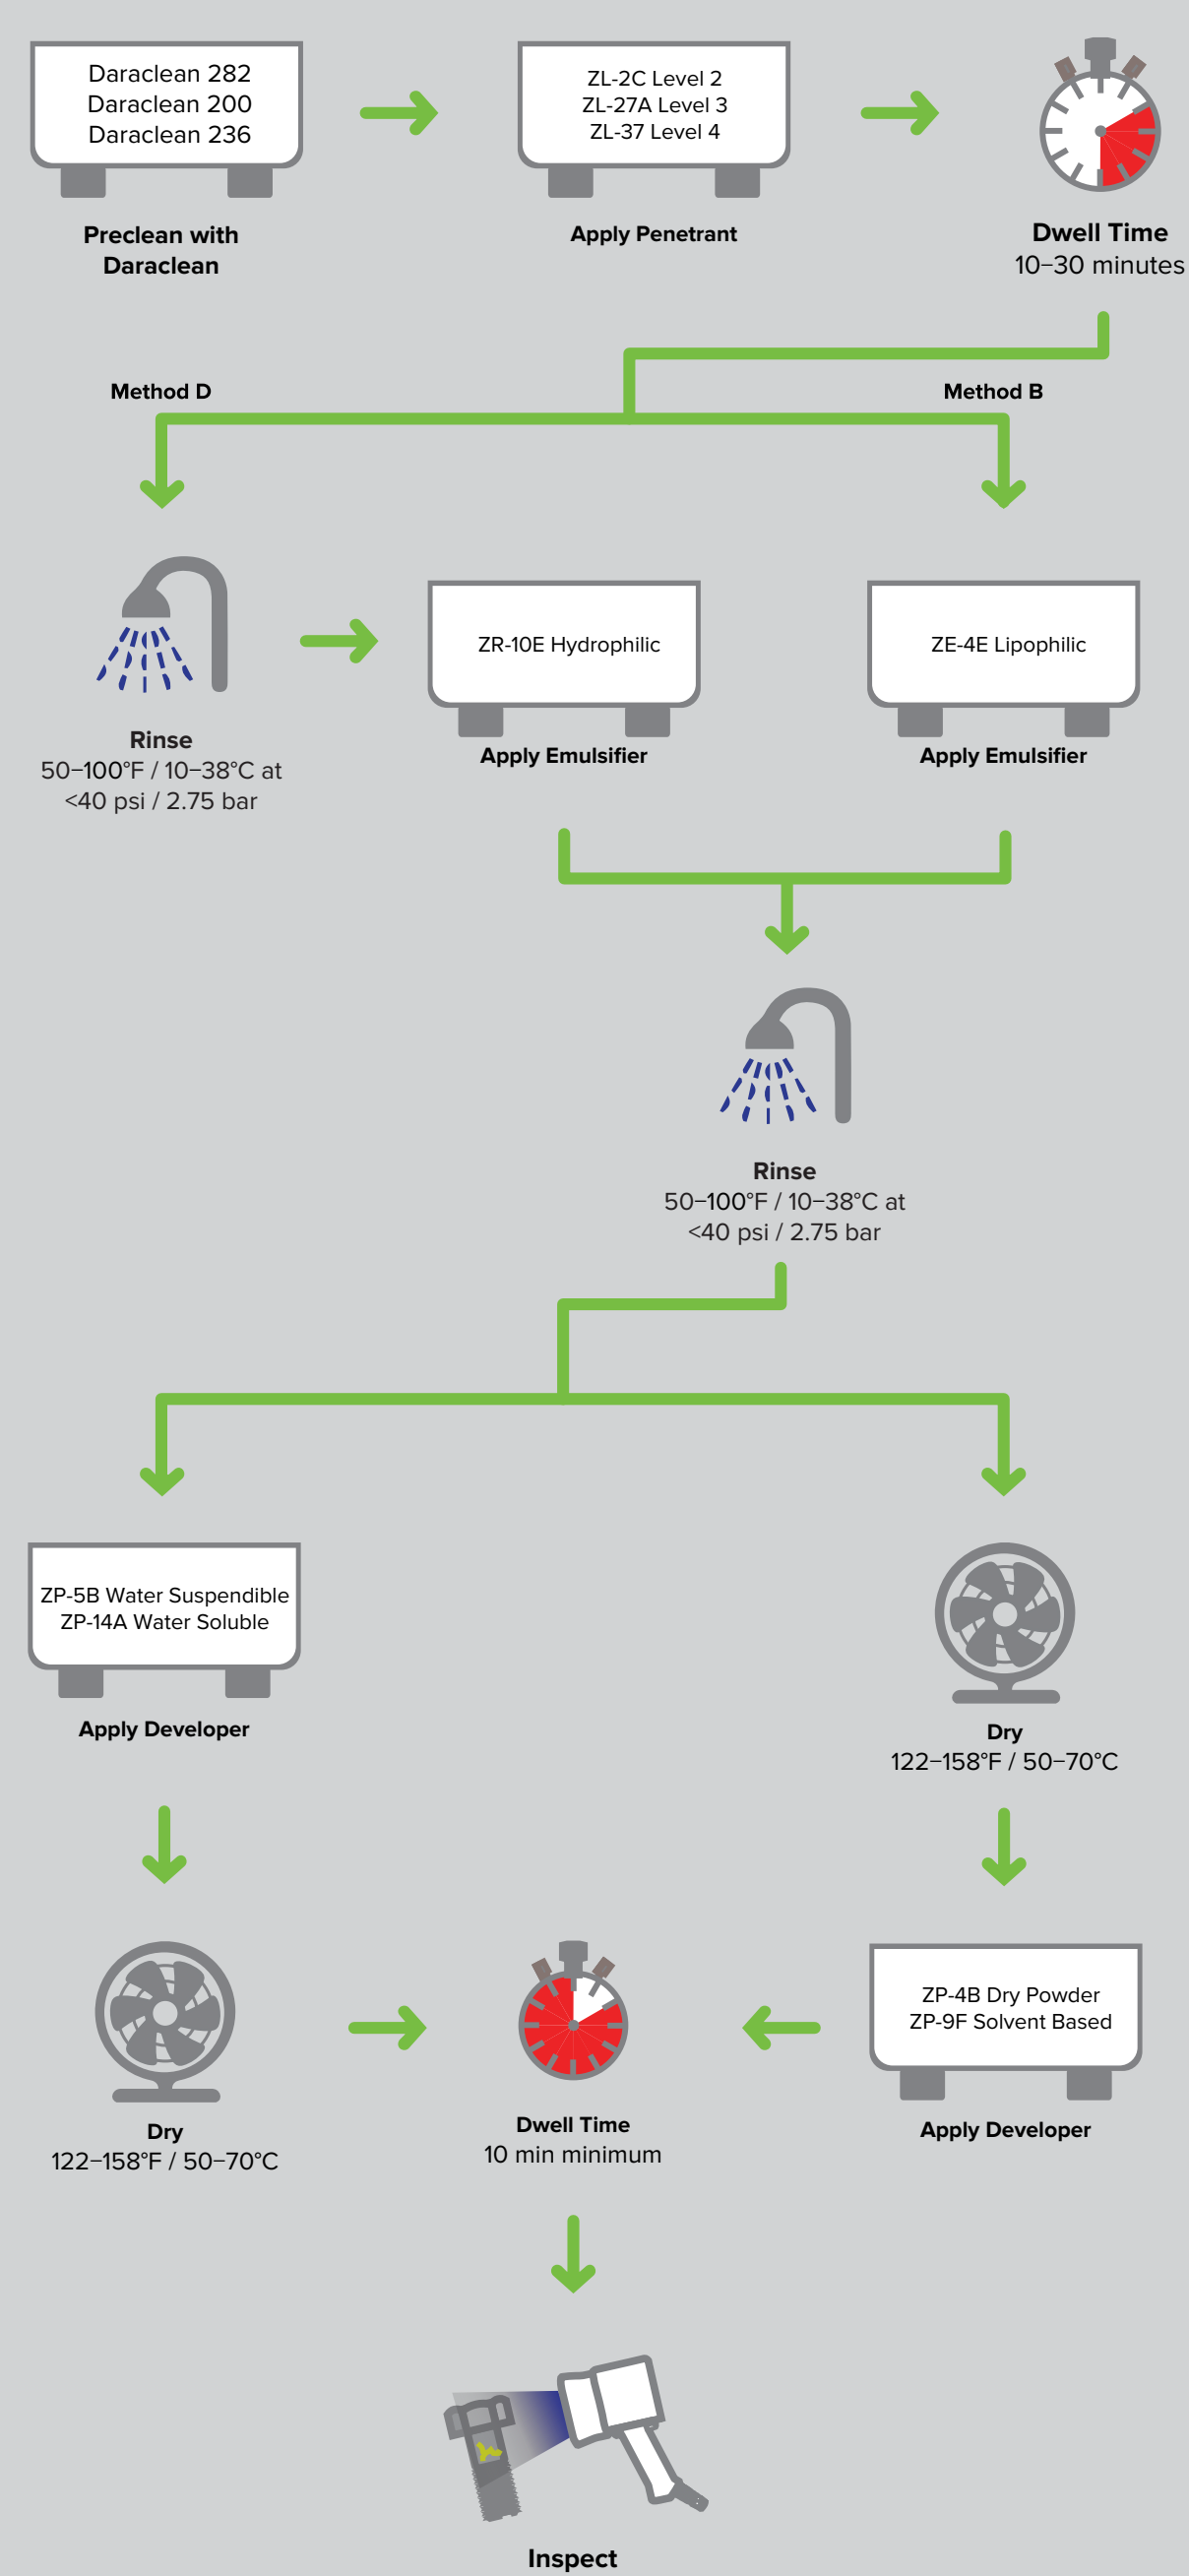 Daraclean 282
Daraclean 200
Daraclean 236
Preclean with
Daraclean
ZL-2C Level 2
ZL-27A Level 3
ZL-37 Level 4
Apply Penetrant
Dwell Time
10–30 minutes
Method D
Method B
Rinse
50–100°F / 10–38°C at
<40 psi / 2.75 bar
ZR-10E Hydrophilic
Apply Emulsifier
ZE-4E Lipophilic
Apply Emulsifier
Rinse
50–100°F / 10–38°C at
<40 psi / 2.75 bar
ZP-5B Water Suspendible
ZP-14A Water Soluble
Apply Developer
Dry
122–158°F / 50–70°C
Dry
122–158°F / 50–70°C
Dwell Time
10 min minimum
ZP-4B Dry Powder
ZP-9F Solvent Based
Apply Developer
Inspect